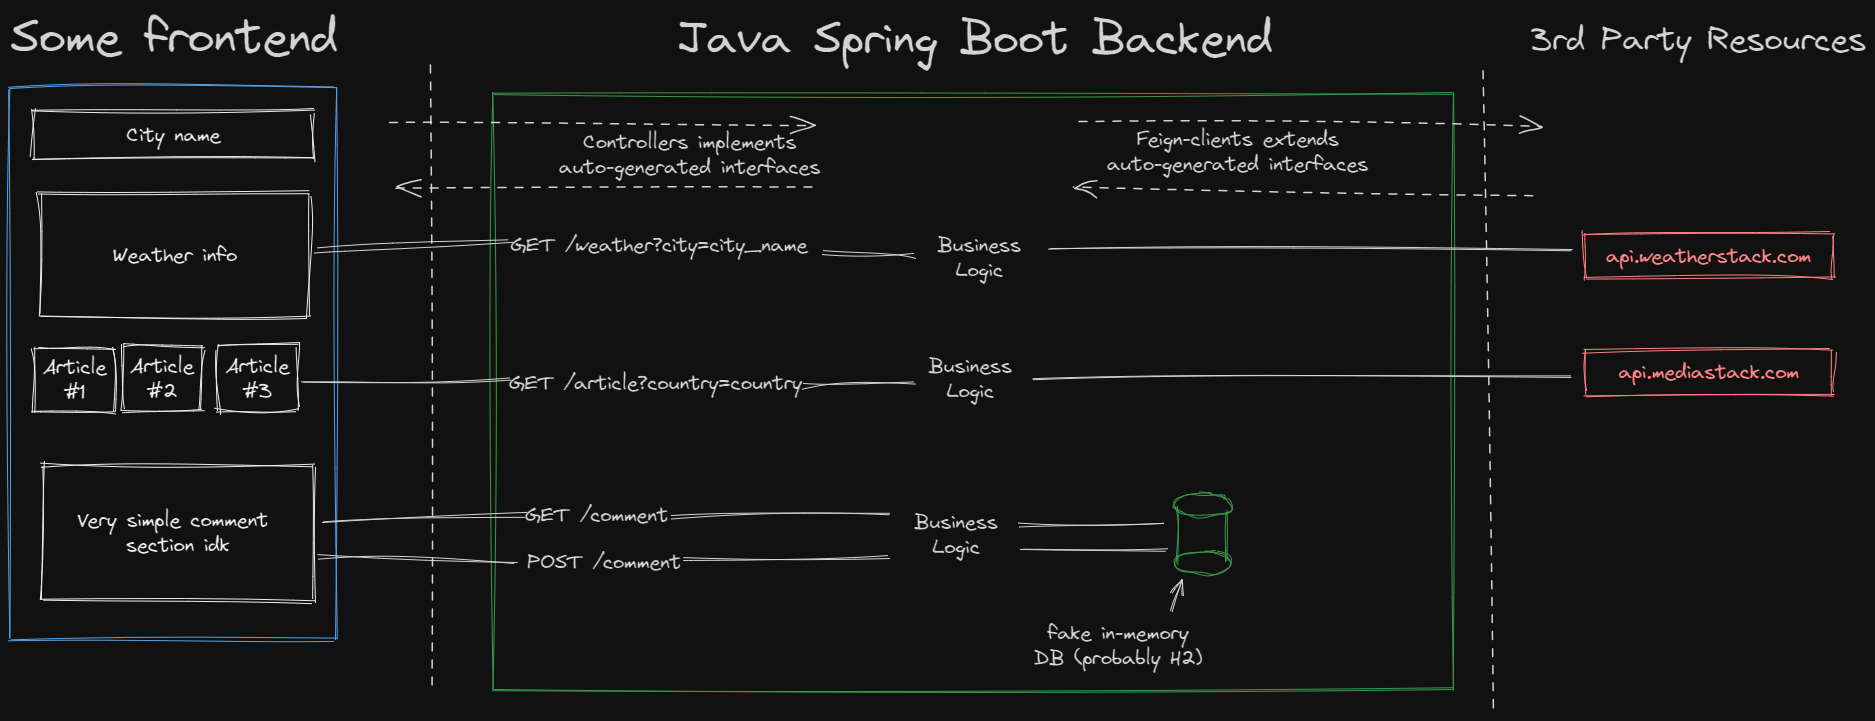 Some frontend
Java Spring Boot Backend
3rd Party Resources
City name
Controllers implements
auto-generated interfaces
Feign-clients extends
auto-generated interfaces
Weather info
GET /weather?city=city_name
Business
Logic
api.weatherstack.com
Article
#1
Article
#2
Article
#3
GET /article?country=country
Business
Logic
api.mediastack.com
Very simple comment
section idk
GET /comment
POST /comment
Business
Logic
fake in-memory
DB (probably H2)